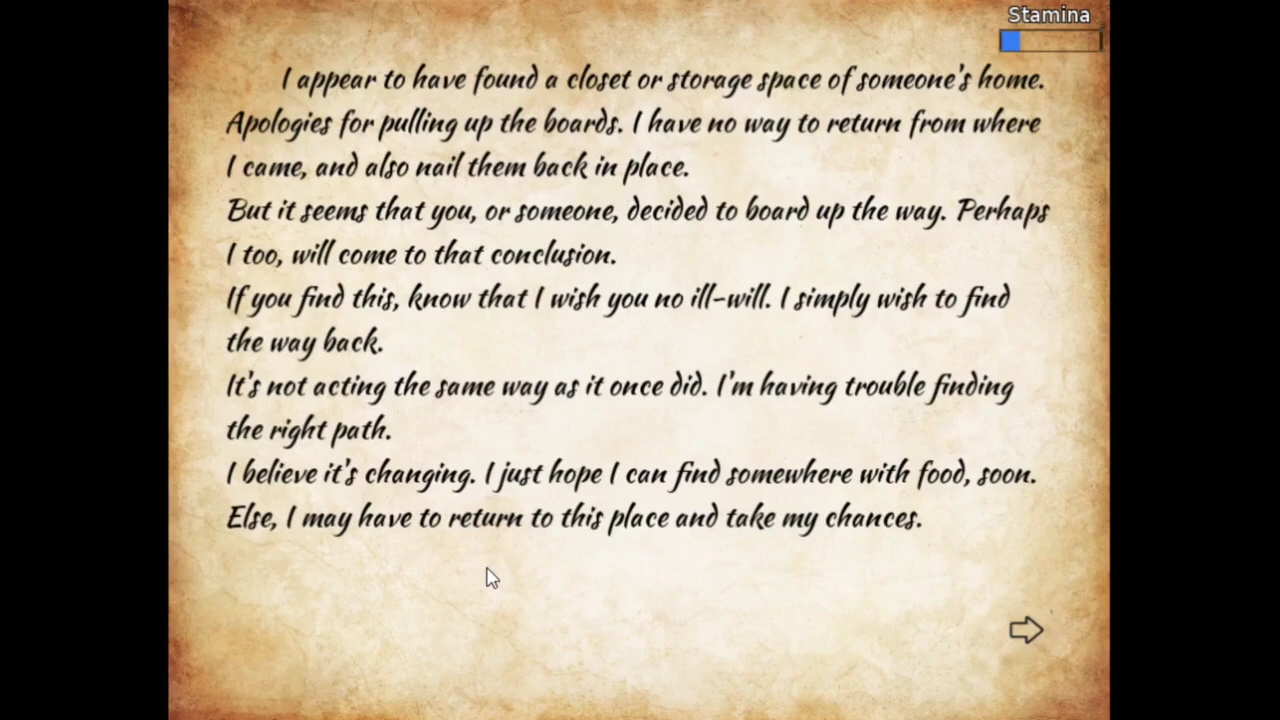 Stamina
I appear to have found a closet or storage space of someone's home.
Apologies for pulling up the boards. I have no way to return from where
I came, and also nail them back in place.
But it seems that you, or someone, decided to board up the way. Perhaps
I too, will come to that conclusion.
If you find this, know that I wish you no ill-will. I simply wish to find
the way back.
It's not acting the same way as it once did. I'm having trouble finding
the right path.
I believe it's changing. I just hope I can find somewhere with food, soon.
Else, I may have to return to this place and take my chances.